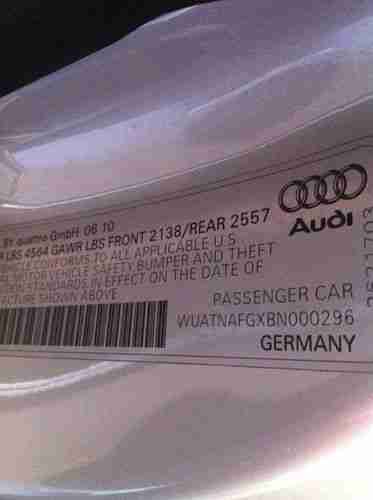 BY quattro GmbH 06 10
LBS 4564 GAWR LBS FRONT 2138/REAR 2557
VEHICLE CONFORMS TO ALL APPLICABLE U.S
MOTOR VEHICLE SAFETY, BUMPER AND THEFT
STANDARDS IN EFFECT ON THE DATE
SHOWN ABOVE
Audi
PASSENGER CAR
WUATNAFGXBN000296
GERMANY